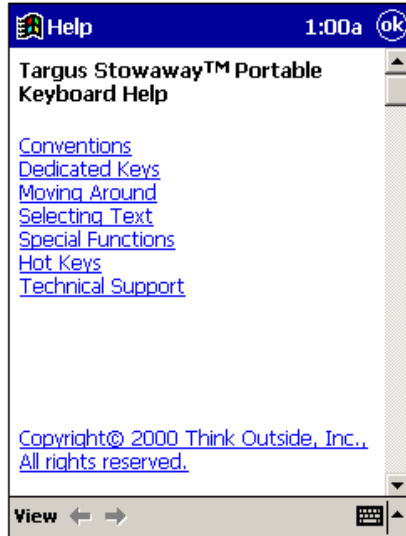 Help 1:00a ok
Targus Stowaway™ Portable
Keyboard Help
Conventions
Dedicated Keys
Moving Around
Selecting Text
Special Functions
Hot Keys
Technical Support
Copyright© 2000 Think Outside, Inc.,
All rights reserved.
View